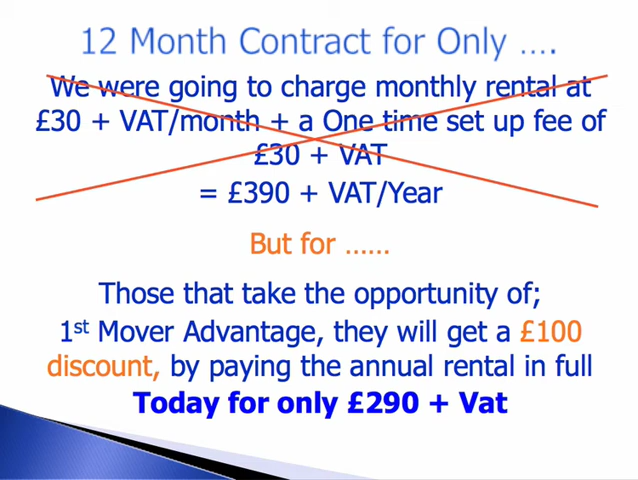 12 Month Contract for Only ….
We were going to charge monthly rental at
£30 + VAT/month + a One time set up fee of
£30 + VAT
= £390 + VAT/Year
But for ……
Those that take the opportunity of;
1st Mover Advantage, they will get a £100
discount, by paying the annual rental in full
Today for only £290 + Vat